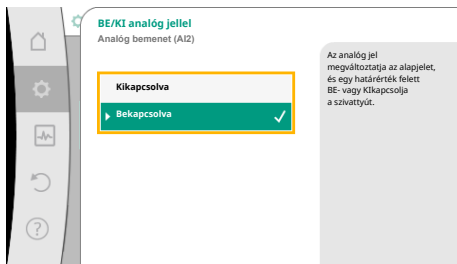 BE/KI analóg jellel
Analóg bemenet (AI2)
Kikapcsolva
Bekapcsolva
Az analóg jel
megváltoztatja az alapjelet,
és egy határérték felett
BE- vagy KIkapcsolja
a szivattyút.
?